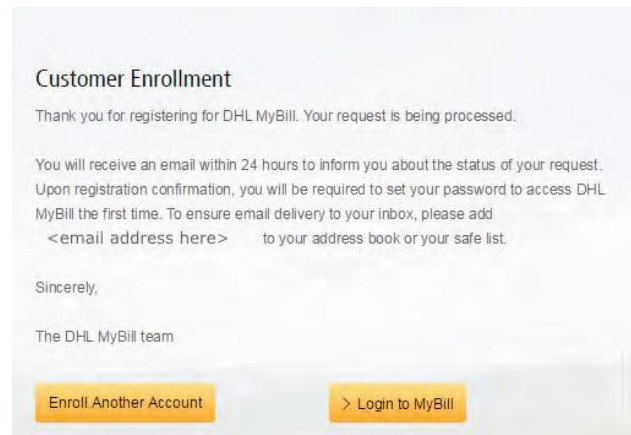 Customer Enrollment
Thank you for registering for DHL MyBill. Your request is being processed.
You will receive an email within 24 hours to inform you about the status of your request.
Upon registration confirmation, you will be required to set your password to access DHL
MyBill the first time. To ensure email delivery to your inbox, please add
<email address here> to your address book or your safe list.
Sincerely,
The DHL MyBill team
Enroll Another Account > Login to MyBill